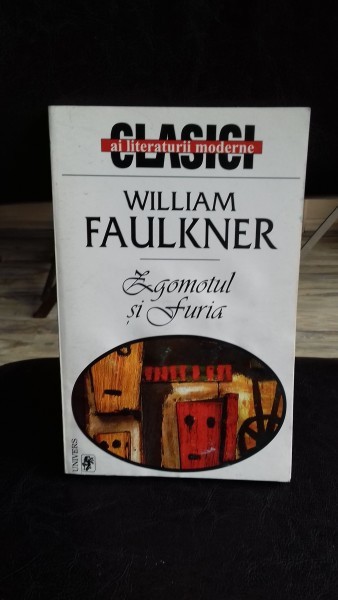 CLASICI
ai literaturii moderne
WILLIAM
FAULKNER
Zgomotul
și Furia
UNIVERS